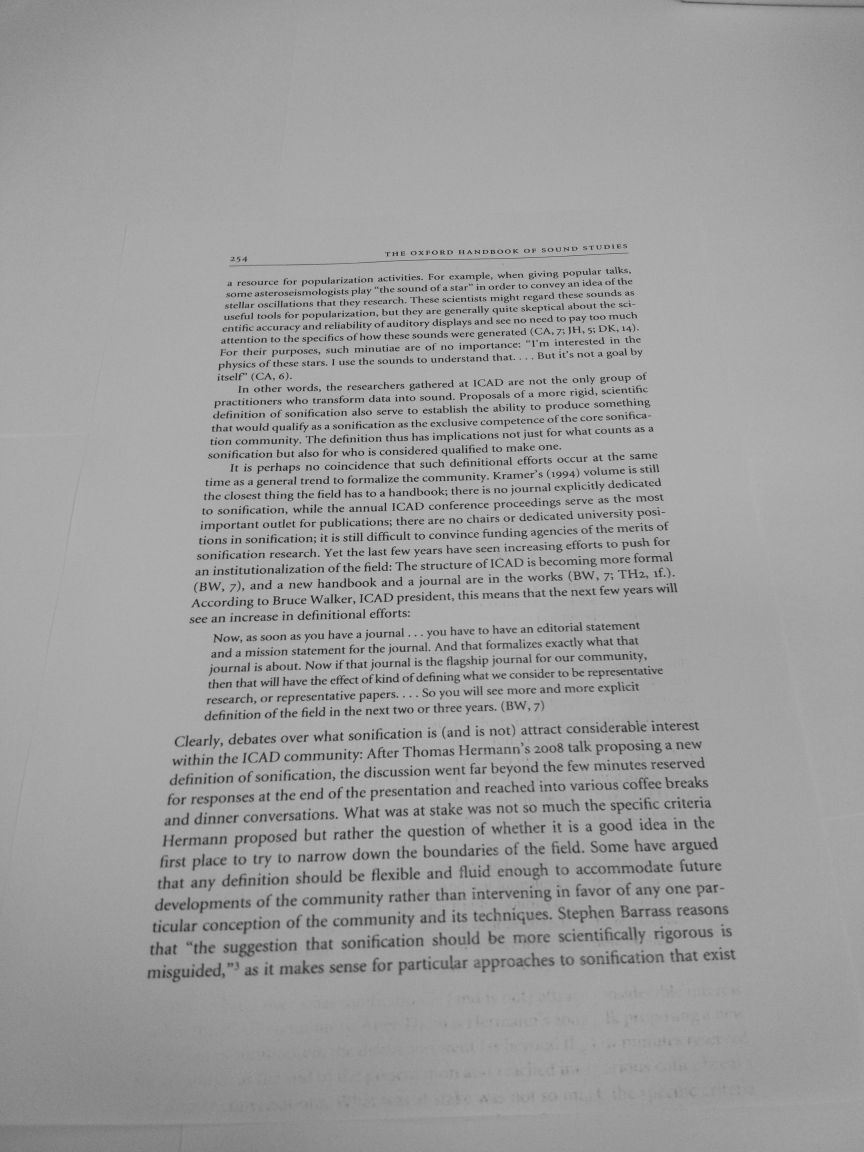 254
THE OXFORD HANDBOOK OF SOUND STUDIES
a resource for popularization activities. For example, when giving popular talks,
some asteroseismologists play “the sound of a star” in order to convey an idea of the
stellar oscillations that they research. These scientists might regard these sounds as
useful tools for popularization, but they are generally quite skeptical about the sci-
entific accuracy and reliability of auditory displays and see no need to pay too much
attention to the specifics of how these sounds were generated (CA, 7; JH, 5; DK, 14).
For their purposes, such minutiae are of no importance: “I’m interested in the
physics of these stars. I use the sounds to understand that. . . . But it’s not a goal by
itself” (CA, 6).
In other words, the researchers gathered at ICAD are not the only group of
practitioners who transform data into sound. Proposals of a more rigid, scientific
definition of sonification also serve to establish the ability to produce something
that would qualify as a sonification as the exclusive competence of the core sonifica-
tion community. The definition thus has implications not just for what counts as a
sonification but also for who is considered qualified to make one.
It is perhaps no coincidence that such definitional efforts occur at the same
time as a general trend to formalize the community. Kramer’s (1994) volume is still
the closest thing the field has to a handbook; there is no journal explicitly dedicated
to sonification, while the annual ICAD conference proceedings serve as the most
important outlet for publications; there are no chairs or dedicated university posi-
tions in sonification; it is still difficult to convince funding agencies of the merits of
sonification research. Yet the last few years have seen increasing efforts to push for
an institutionalization of the field: The structure of ICAD is becoming more formal
(BW, 7), and a new handbook and a journal are in the works (BW, 7; TH2, 1f.).
According to Bruce Walker, ICAD president, this means that the next few years will
see an increase in definitional efforts:
Now, as soon as you have a journal . . . you have to have an editorial statement
and a mission statement for the journal. And that formalizes exactly what that
journal is about. Now if that journal is the flagship journal for our community,
then that will have the effect of kind of defining what we consider to be representative
research, or representative papers. . . . So you will see more and more explicit
definition of the field in the next two or three years. (BW, 7)
Clearly, debates over what sonification is (and is not) attract considerable interest
within the ICAD community: After Thomas Hermann’s 2008 talk proposing a new
definition of sonification, the discussion went far beyond the few minutes reserved
for responses at the end of the presentation and reached into various coffee breaks
and dinner conversations. What was at stake was not so much the specific criteria
Hermann proposed but rather the question of whether it is a good idea in the
first place to try to narrow down the boundaries of the field. Some have argued
that any definition should be flexible and fluid enough to accommodate future
developments of the community rather than intervening in favor of any one par-
ticular conception of the community and its techniques. Stephen Barrass reasons
that “the suggestion that sonification should be more scientifically rigorous is
misguided,”³ as it makes sense for particular approaches to sonification that exist